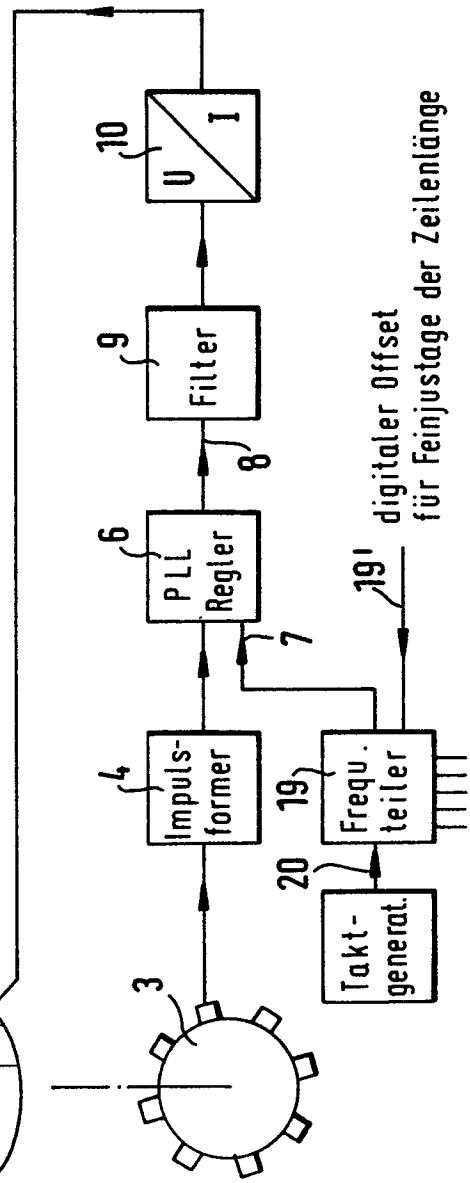 3
4
Impuls-
former
6
PLL
Regler
8
9
Filter
10
U
I
7
Takt-
generat.
20
19
Frequ.
teiler
19'
digitaler Offset
für Feinjustage der Zeilenlänge